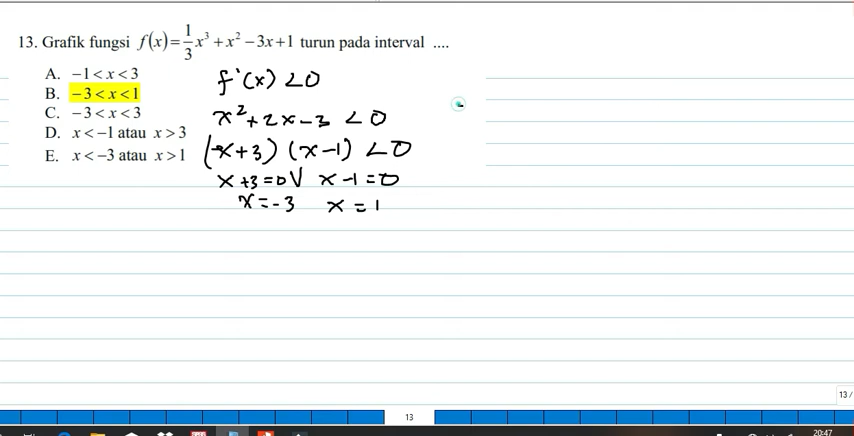 13. Grafik fungsi f(x)=1/3x³+x²−3x+1 turun pada interval ....
A. −1<x<3
B. −3<x<1
C. −3<x<3
D. x<−1 atau x>3
E. x<−3 atau x>1
f'(x) <0
x²+2x−3 <0
(x+3) (x−1) <0
x+3=0 V x−1=0
x=−3 x=1
13/
13
20:47